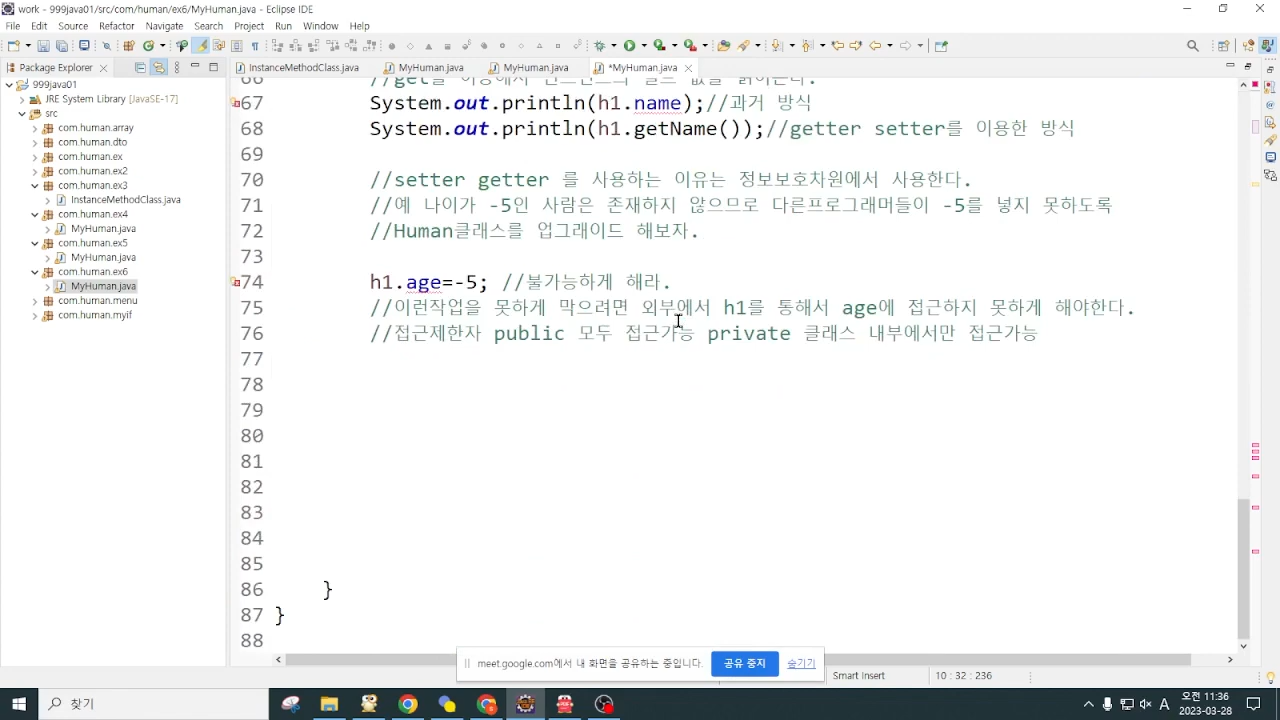 work - 999java01/src/com/human/ex6/MyHuman.java - Eclipse IDE
File Edit Source Refactor Navigate Search Project Run Window Help
Package Explorer
InstanceMethodClass.java MyHuman.java MyHuman.java *MyHuman.java
999java01
JRE System Library [JavaSE-17]
src
com.human.array
com.human.dto
com.human.ex
com.human.ex2
com.human.ex3
InstanceMethodClass.java
com.human.ex4
MyHuman.java
com.human.ex5
MyHuman.java
com.human.ex6
MyHuman.java
com.human.menu
com.human.myif
67 System.out.println(h1.name);//과거 방식
68 System.out.println(h1.getName());//getter setter를 이용한 방식
69
70 //setter getter 를 사용하는 이유는 정보보호차원에서 사용한다.
71 //예 나이가 -5인 사람은 존재하지 않으므로 다른프로그래머들이 -5를 넣지 못하도록
72 //Human클래스를 업그레이드 해보자.
73
74 h1.age=-5; //불가능하게 해라.
75 //이런작업을 못하게 막으려면 외부에서 h1를 통해서 age에 접근하지 못하게 해야한다.
76 //접근제한자 public 모두 접근가능 private 클래스 내부에서만 접근가능
77
78
79
80
81
82
83
84
85
86 }
87 }
88
meet.google.com에서 내 화면을 공유하는 중입니다. 공유 중지 숨기기
Smart Insert 10 : 32 : 236
찾기
A 오전 11:36
2023-03-28